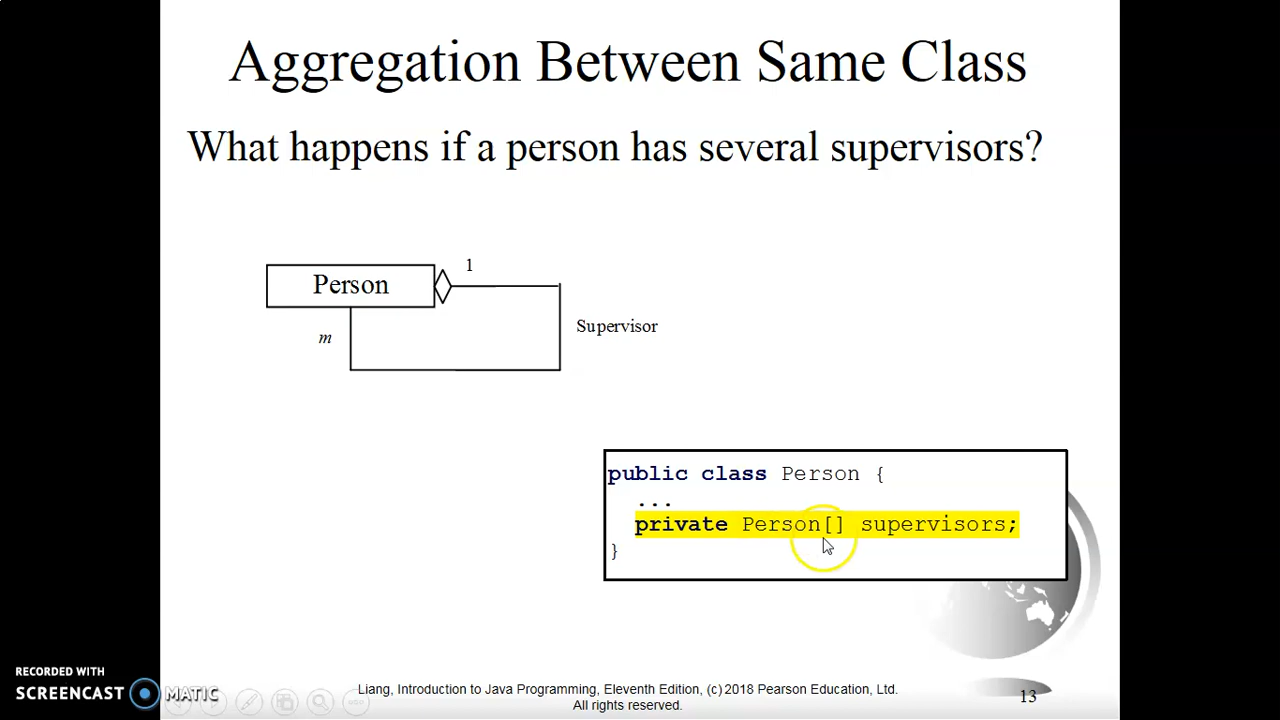 Aggregation Between Same Class
What happens if a person has several supervisors?
1
Person
Supervisor
m
public class Person {
...
private Person[] supervisors;
}
RECORDED WITH
SCREENCAST MATIC
Liang, Introduction to Java Programming, Eleventh Edition, (c) 2018 Pearson Education, Ltd.
All rights reserved.
13